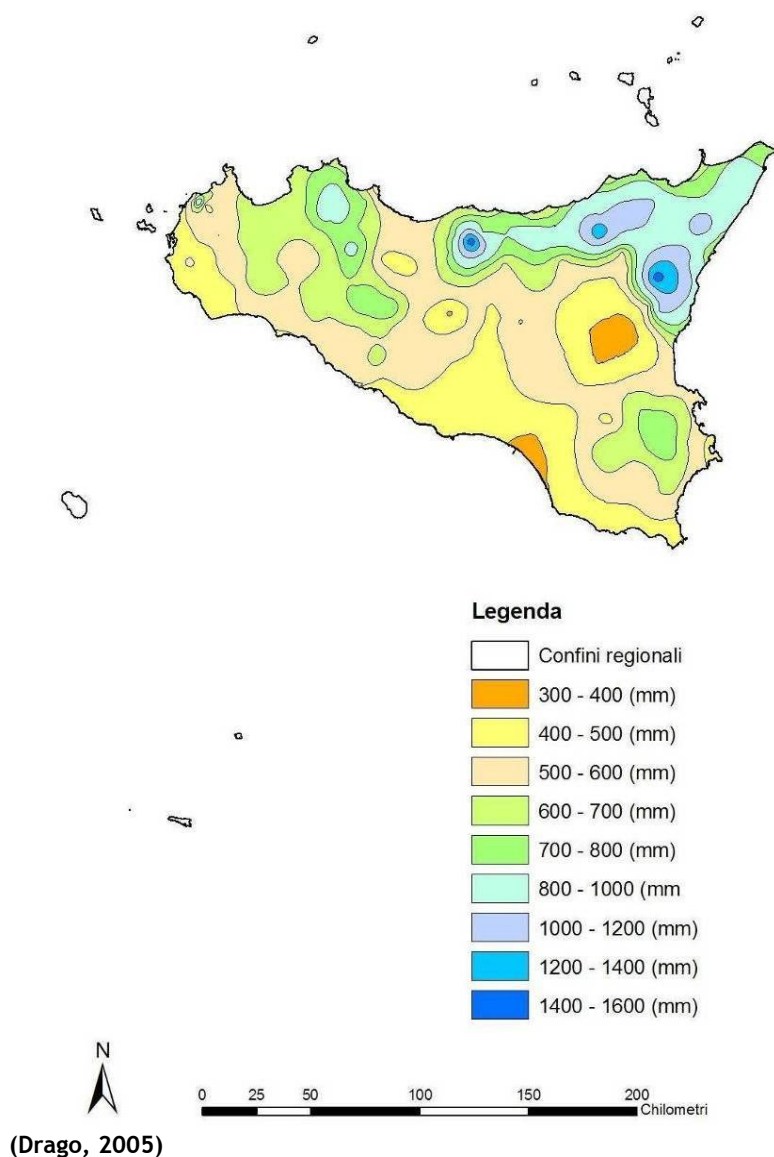 Legenda
Confini regionali
300 - 400 (mm)
400 - 500 (mm)
500 - 600 (mm)
600 - 700 (mm)
700 - 800 (mm)
800 - 1000 (mm
1000 - 1200 (mm)
1200 - 1400 (mm)
1400 - 1600 (mm)
N
0 25 50 100 150 200
Chilometri
(Drago, 2005)